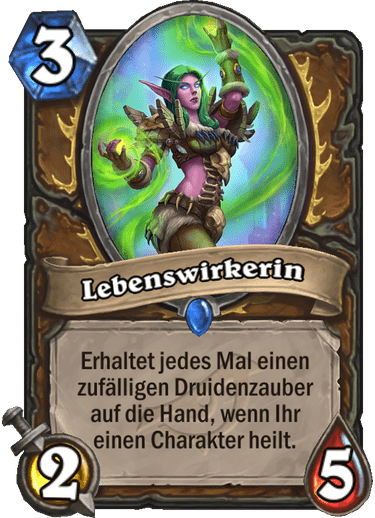 3
Lebenswirkerin
Erhaltet jedes Mal einen
zufälligen Druidenzauber
auf die Hand, wenn Ihr
einen Charakter heilt.
2
5